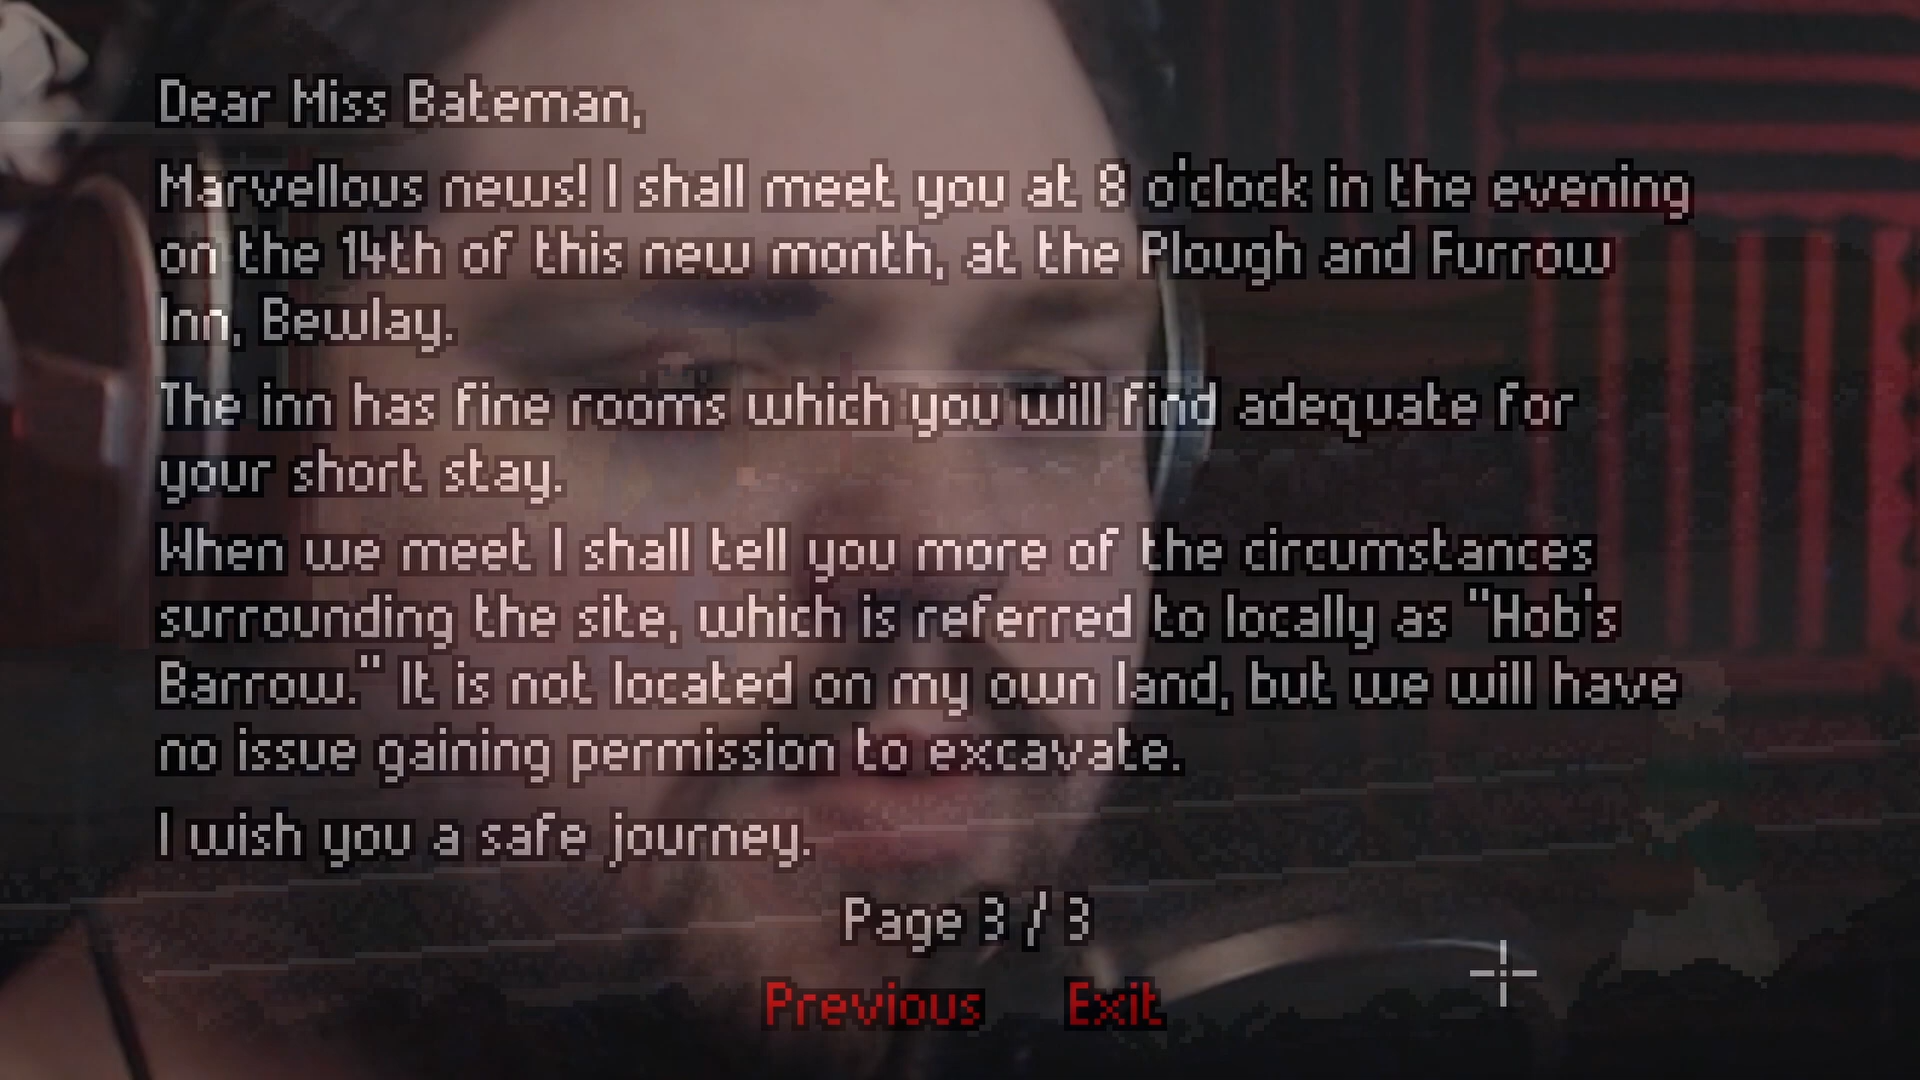 Dear Miss Bateman,
Marvellous news! I shall meet you at 8 o'clock in the evening
on the 14th of this new month, at the Plough and Furrow
Inn, Bewlay.
The inn has fine rooms which you will find adequate for
your short stay.
When we meet I shall tell you more of the circumstances
surrounding the site, which is referred to locally as "Hob's
Barrow." It is not located on my own land, but we will have
no issue gaining permission to excavate.
I wish you a safe journey.
Page 3 / 3
Previous Exit